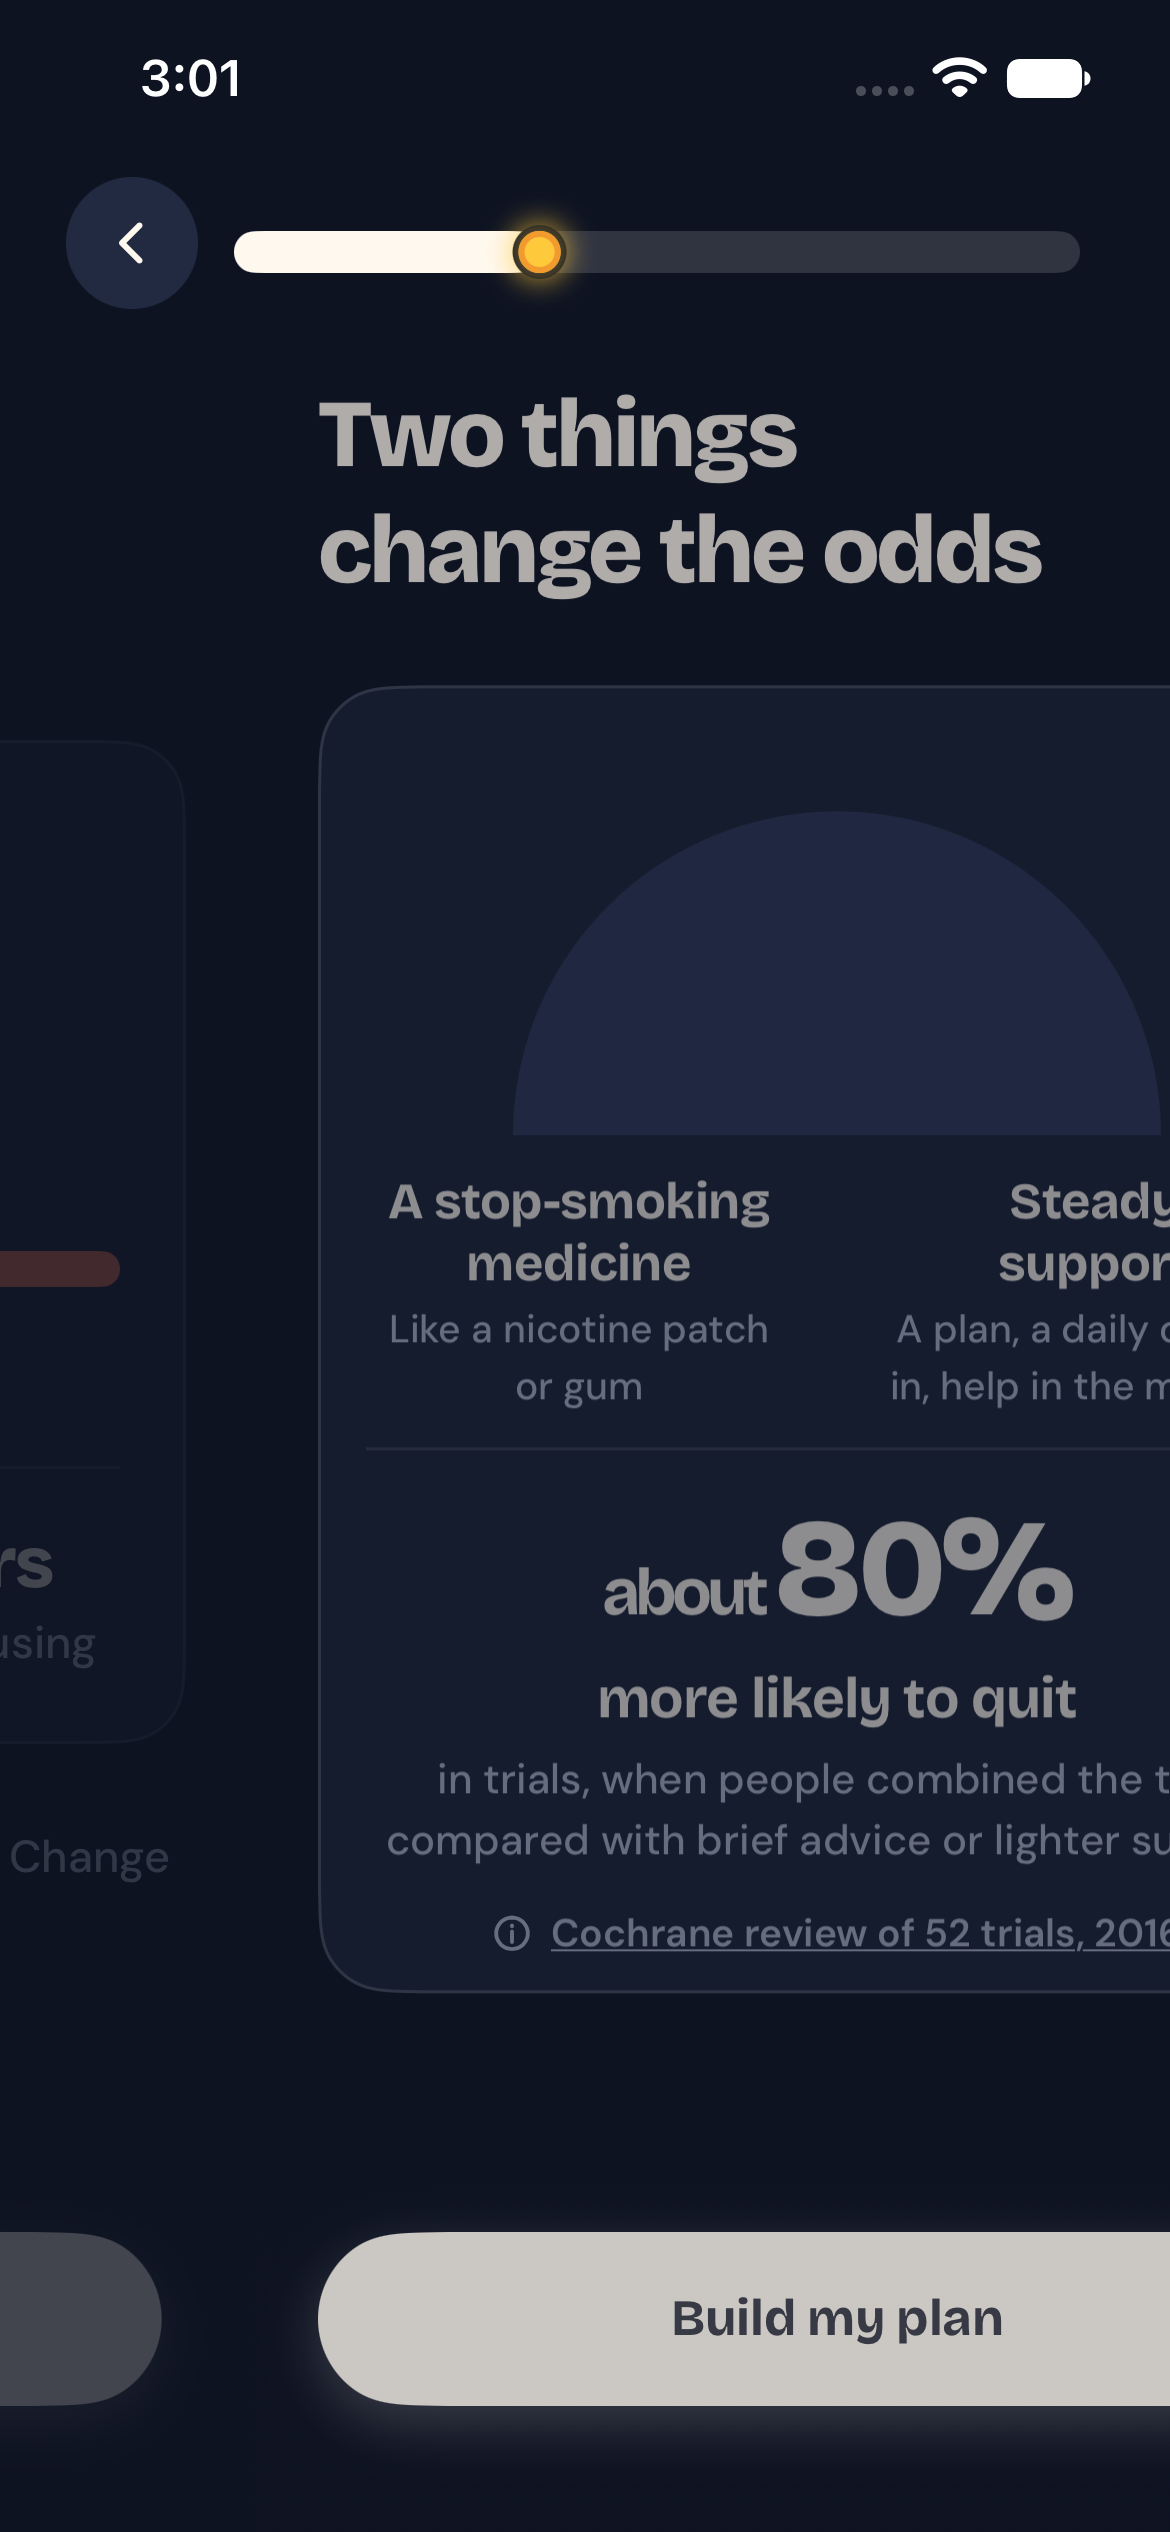 3:01
Two things
change the odds
A stop-smoking
medicine
Like a nicotine patch
or gum
Steady
A plan, a daily
in, help in the
about 80%
more likely to quit
in trials, when people combined the
compared with brief advice or lighter
Cochrane review of 52 trials, 2016
using
Change
Build my plan